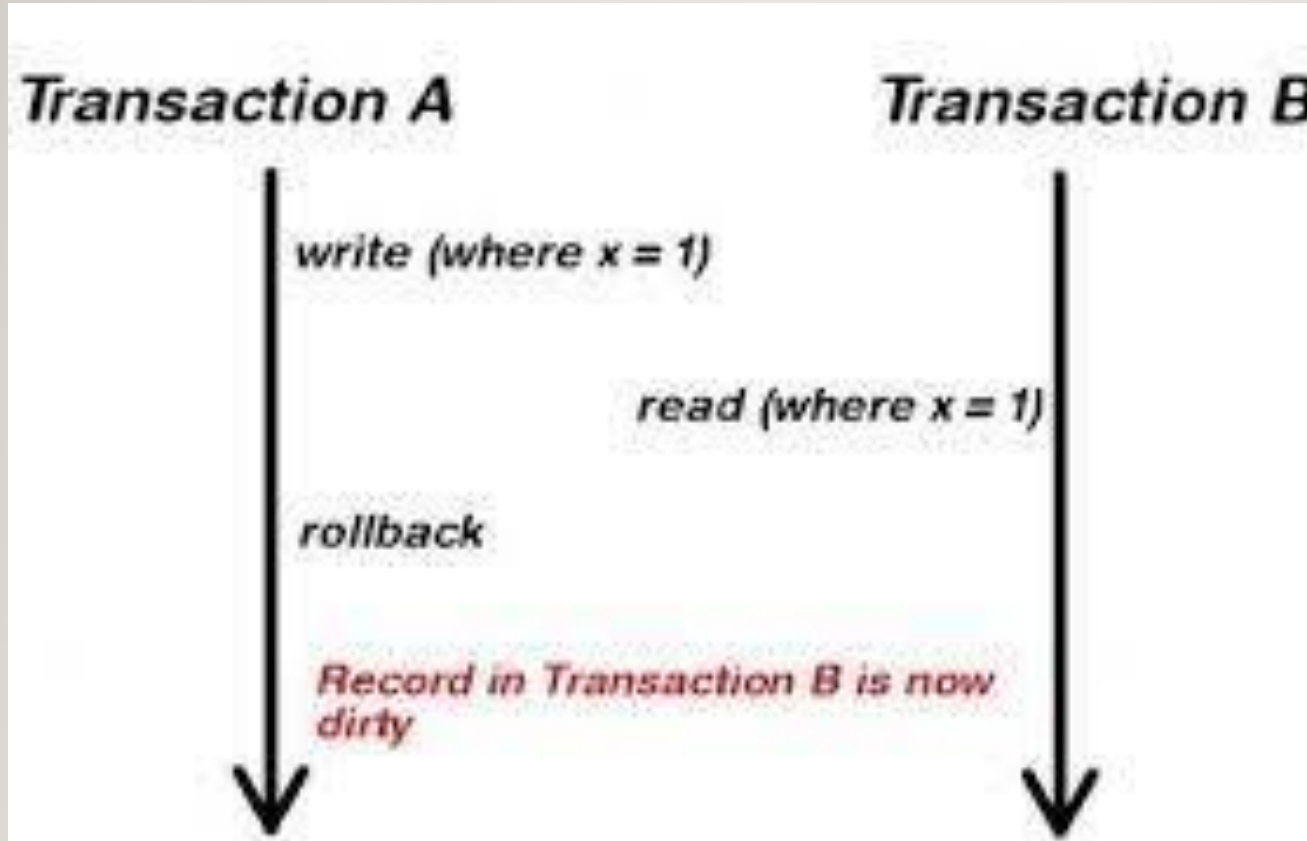 Transaction A
Transaction B
write (where x = 1)
read (where x = 1)
rollback
Record in Transaction B is now
dirty